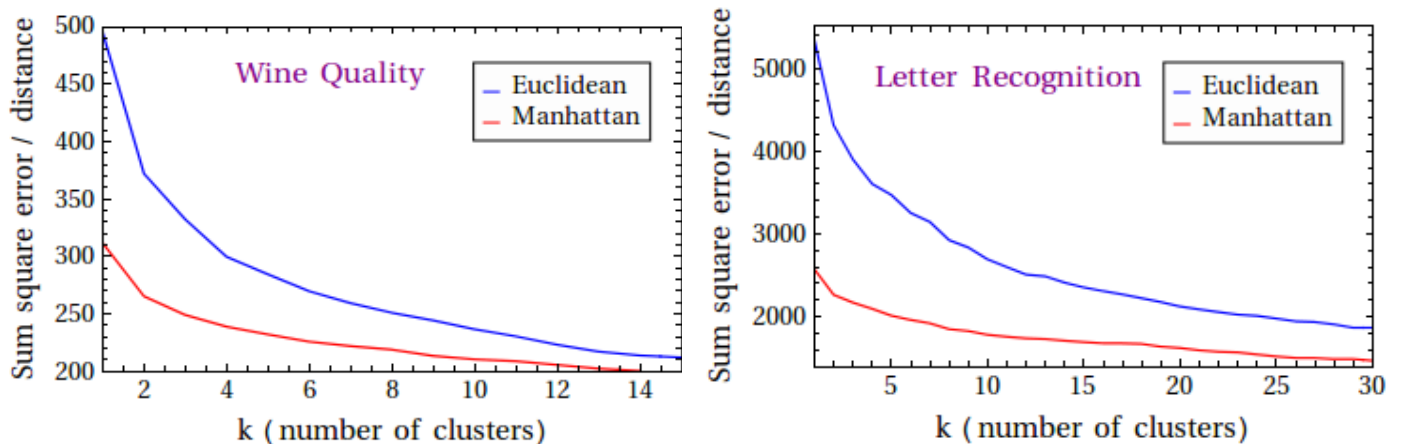 Sum square error / distance
500
450
400
350
300
250
200
Wine Quality
Euclidean
Manhattan
2 4 6 8 10 12 14
k ( number of clusters)
Sum square error / distance
5000
4000
3000
2000
Letter Recognition
Euclidean
Manhattan
5 10 15 20 25 30
k ( number of clusters)